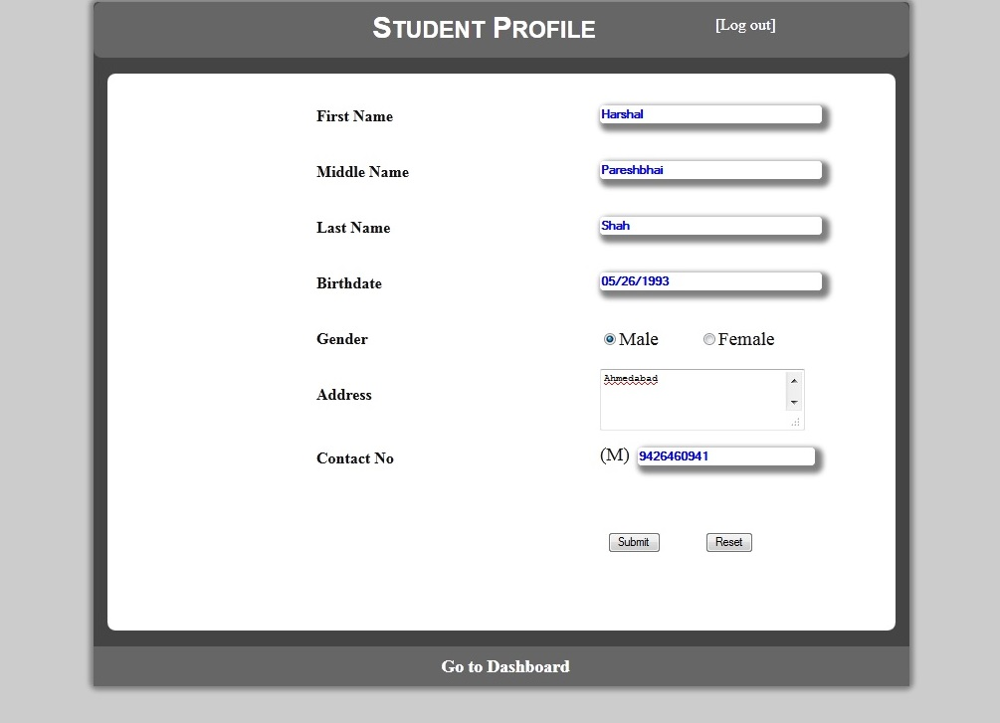 STUDENT PROFILE
[Log out]
First Name Harshal
Middle Name Pareshbhai
Last Name Shah
Birthdate 05/26/1993
Gender Male Female
Address Ahmedabad
Contact No (M) 9426460941
Submit Reset
Go to Dashboard